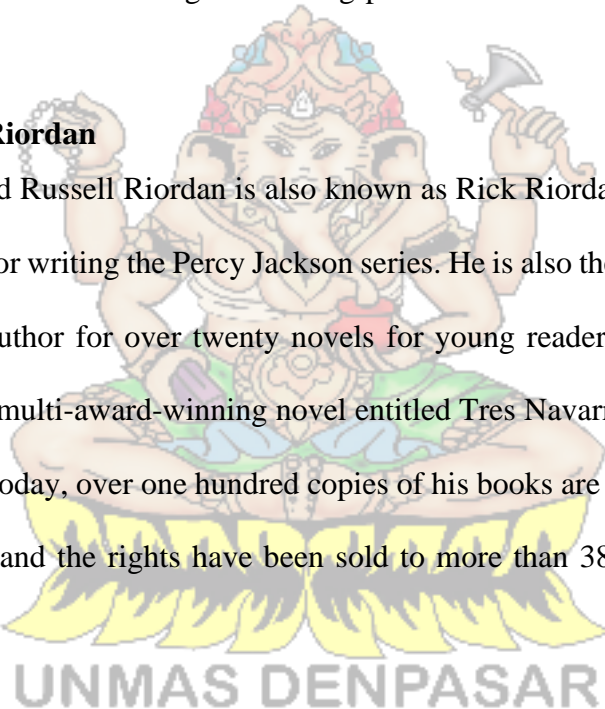 Riordan
d Russell Riordan is also known as Rick Riorda
or writing the Percy Jackson series. He is also the
uthor for over twenty novels for young reader
multi-award-winning novel entitled Tres Navarr
oday, over one hundred copies of his books are
and the rights have been sold to more than 38
UNMAS DENPASAR